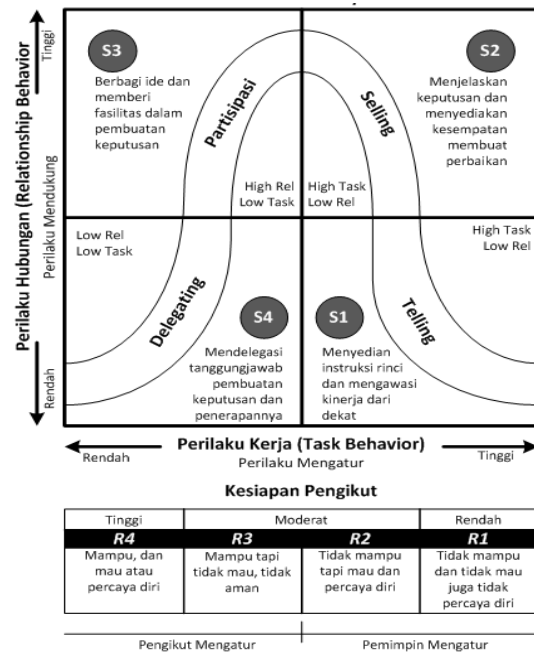 Perilaku Hubungan (Relationship Behavior)
Perilaku Mendukung
Tinggi
Rendah
S3
Berbagi ide dan
memberi
fasilitas dalam
pembuatan
keputusan
Partisipasi
High Rel
Low Task
S2
Menjelaskan
keputusan dan
menyediakan
kesempatan
membuat
perbaikan
Selling
High Task
Low Rel
Low Rel
Low Task
Delegating
S4
Mendelegasi
tanggungjawab
pembuatan
keputusan dan
penerapannya
High Task
Low Rel
S1
Menyedian
instruksi rinci
dan mengawasi
kinerja dari
dekat
Telling
Rendah
Perilaku Kerja (Task Behavior)
Perilaku Mengatur
Tinggi
Kesiapan Pengikut
Tinggi
Moderat
Rendah
R4
R3
R2
R1
Mampu, dan
mau atau
percaya diri
Mampu tapi
tidak mau, tidak
aman
Tidak mampu
tapi mau dan
percaya diri
Tidak mampu
dan tidak mau
juga tidak
percaya diri
Pengikut Mengatur
Pemimpin Mengatur